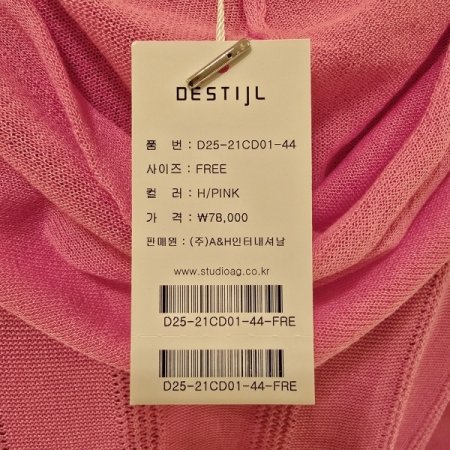 DESTIJL
품 번 : D25-21CD01-44
사이즈 : FREE
컬 러 : H/PINK
가 격 : ₩78,000
판매원 : (주)A&H인터내셔날
www.studioag.co.kr
D25-21CD01-44-FRE
D25-21CD01-44-FRE